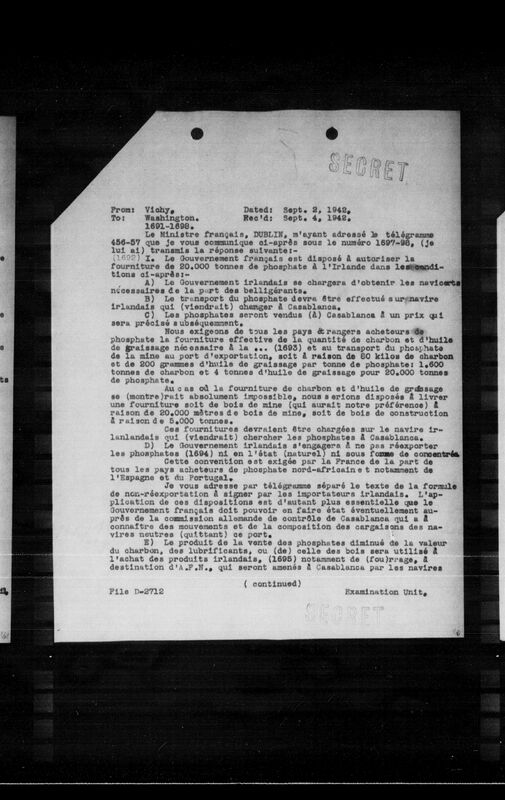 SECRET
From: Vichy. Dated: Sept. 2, 1942.
To: Washington. Rec'd: Sept. 4, 1942.
1691-1698.
Le Ministre français, DUBLIN, m'ayant adressé le télégramme
456-57 que je vous communique ci-après sous le numéro 1697-98, (je
lui ai) transmis la réponse suivante:-
(1692) I. Le Gouvernement français est disposé à autoriser la
fourniture de 20.000 tonnes de phosphate à l'Irlande dans les condi-
tions ci-après:-
A) Le Gouvernement irlandais se chargera d'obtenir les navicerts
nécessaires de la part des belligérants.
B) Le transport du phosphate devra être effectué sur navire
irlandais qui (viendrait) charger à Casablanca.
C) Les phosphates seront vendus (à) Casablanca à un prix qui
sera précisé subséquemment.
Nous exigeons de tous les pays étrangers acheteurs de
phosphate la fourniture effective de la quantité de charbon et d'huile
de graissage nécessaire à la ... (1693) et au transport du phosphate
de la mine au port d'exportation, soit à raison de 80 kilos de charbon
et de 200 grammes d'huile de graissage par tonne de phosphate: 1.600
tonnes de charbon et 4 tonnes d'huile de graissage pour 20.000 tonnes
de phosphate.
Au cas où la fourniture de charbon et d'huile de graissage
se (montre)rait absolument impossible, nous serions disposés à livrer
une fourniture soit de bois de mine (qui aurait notre préférence) à
raison de 20.000 mètres de bois de mine, soit de bois de construction
à raison de 5.000 tonnes.
Ces fournitures devraient être chargées sur le navire ir-
lanlandais qui (viendrait) chercher les phosphates à Casablanca.
D) Le Gouvernement irlandais s'engagera à ne pas réexporter
les phosphates (1694) ni en l'état (naturel) ni sous forme de concentréa
Cette convention est exigée par la France de la part de
tous les pays acheteurs de phosphate nord-africain et notamment de
l'Espagne et du Portugal.
Je vous adresse par télégramme séparé le texte de la formule
de non-réexportation à signer par les importateurs irlandais. L'ap-
plication de ces dispositions est d'autant plus essentielle que le
Gouvernement français doit pouvoir en faire état éventuellement au-
près de la commission allemande de contrôle de Casablanca qui a à
connaître des mouvements et de la composition des cargaisons des na-
vires neutres (quittant) ce port.
E) Le produit de la vente des phosphates diminué de la valeur
du charbon, des lubrificants, ou (de) celle des bois sera utilisé à
l'achat des produits irlandais, (1695) notamment de (fou)rrage, à
destination d'A.F.N., qui seront amenés à Casablanca par les navires
( continued)
File D-2712 Examination Unit.
SECRET